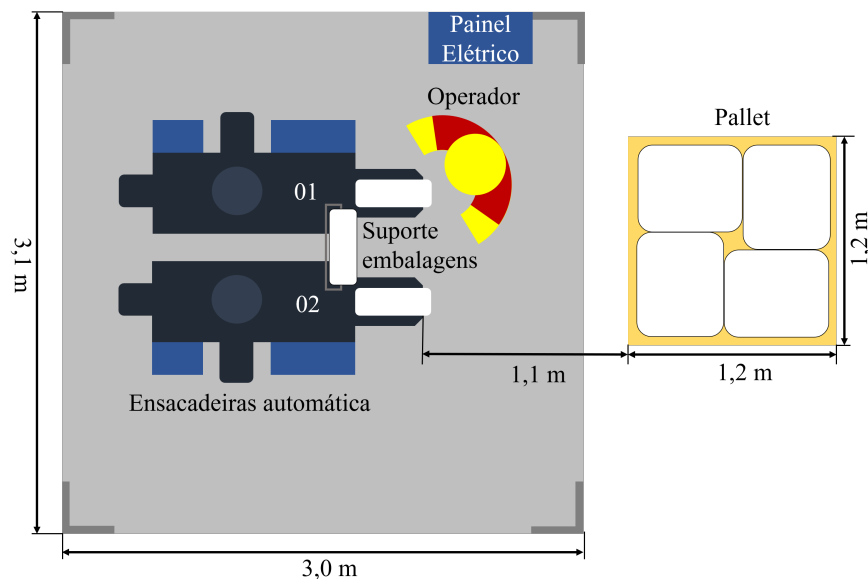 Painel
Elétrico
Operador
Pallet
01
Suporte
embalagens
02
3,1 m
1,2 m
1,1 m
1,2 m
Ensacadeiras automática
3,0 m